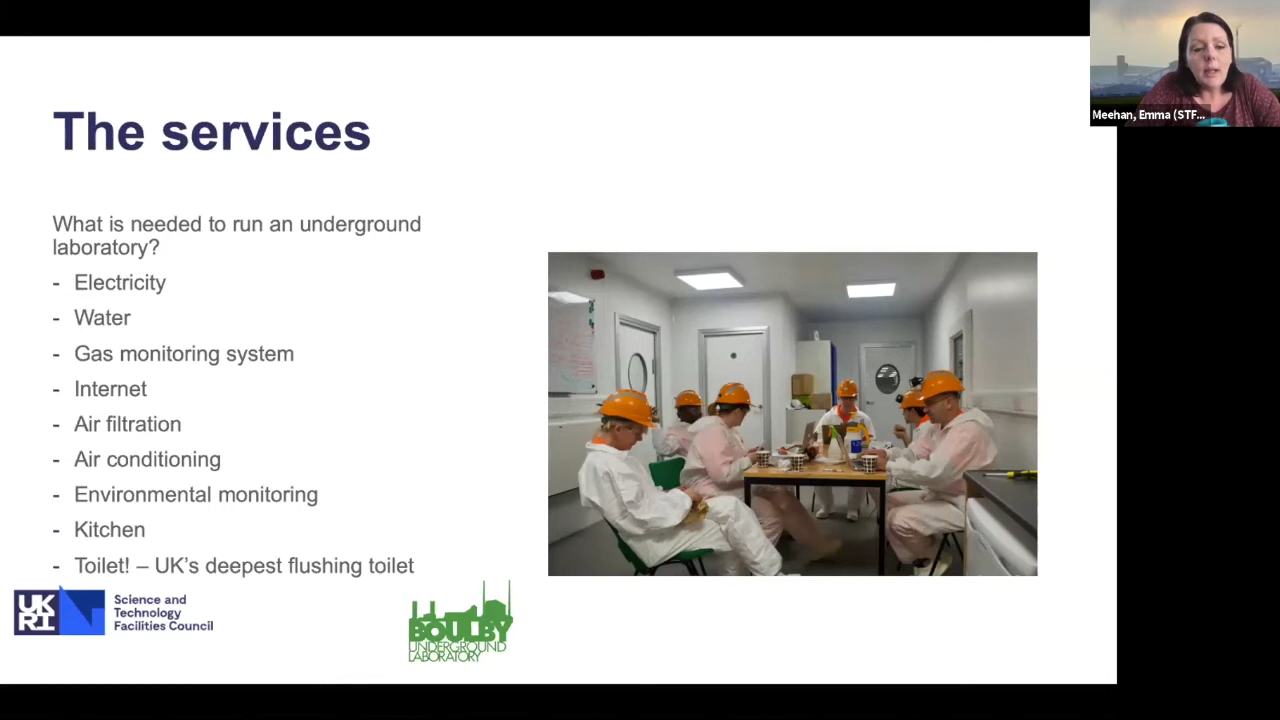 The services
What is needed to run an underground
laboratory?
- Electricity
- Water
- Gas monitoring system
- Internet
- Air filtration
- Air conditioning
- Environmental monitoring
- Kitchen
- Toilet! – UK's deepest flushing toilet
UK
RI
Science and
Technology
Facilities Council
BOULBY
UNDERGROUND
LABORATORY
Meehan, Emma (STF...